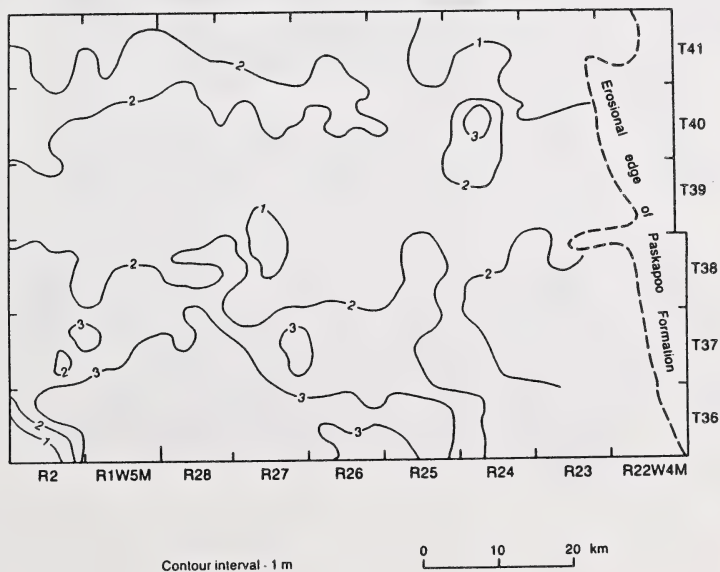 1
T41
2
2
Erosional edge of Paskapoo Formation
T40
3
2
T39
1
2
2
T38
2
3
3
T37
2
3
3
2
3
1
T36
R2 R1W5M R28 R27 R26 R25 R24 R23 R22W4M
0 10 20 km
Contour interval - 1 m